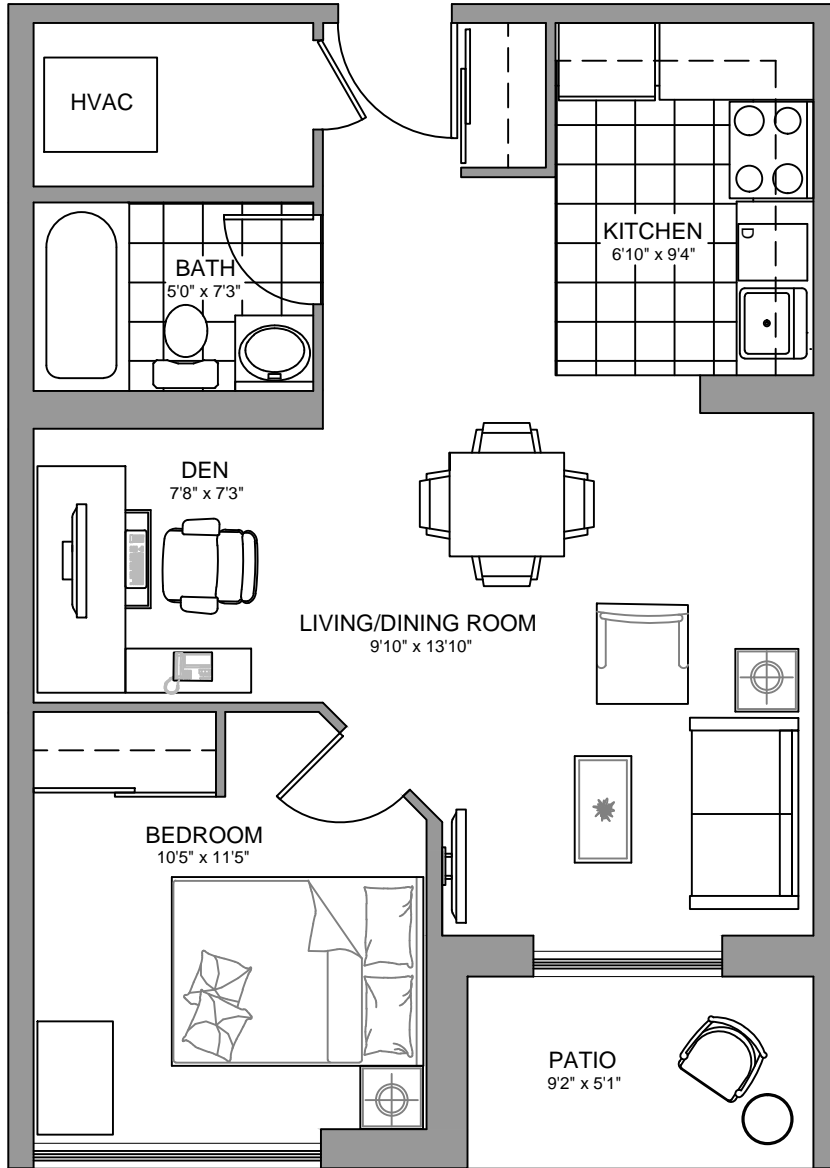 HVAC
KITCHEN
6'10" x 9'4"
BATH
5'0" x 7'3"
DEN
7'8" x 7'3"
LIVING/DINING ROOM
9'10" x 13'10"
BEDROOM
10'5" x 11'5"
PATIO
9'2" x 5'1"